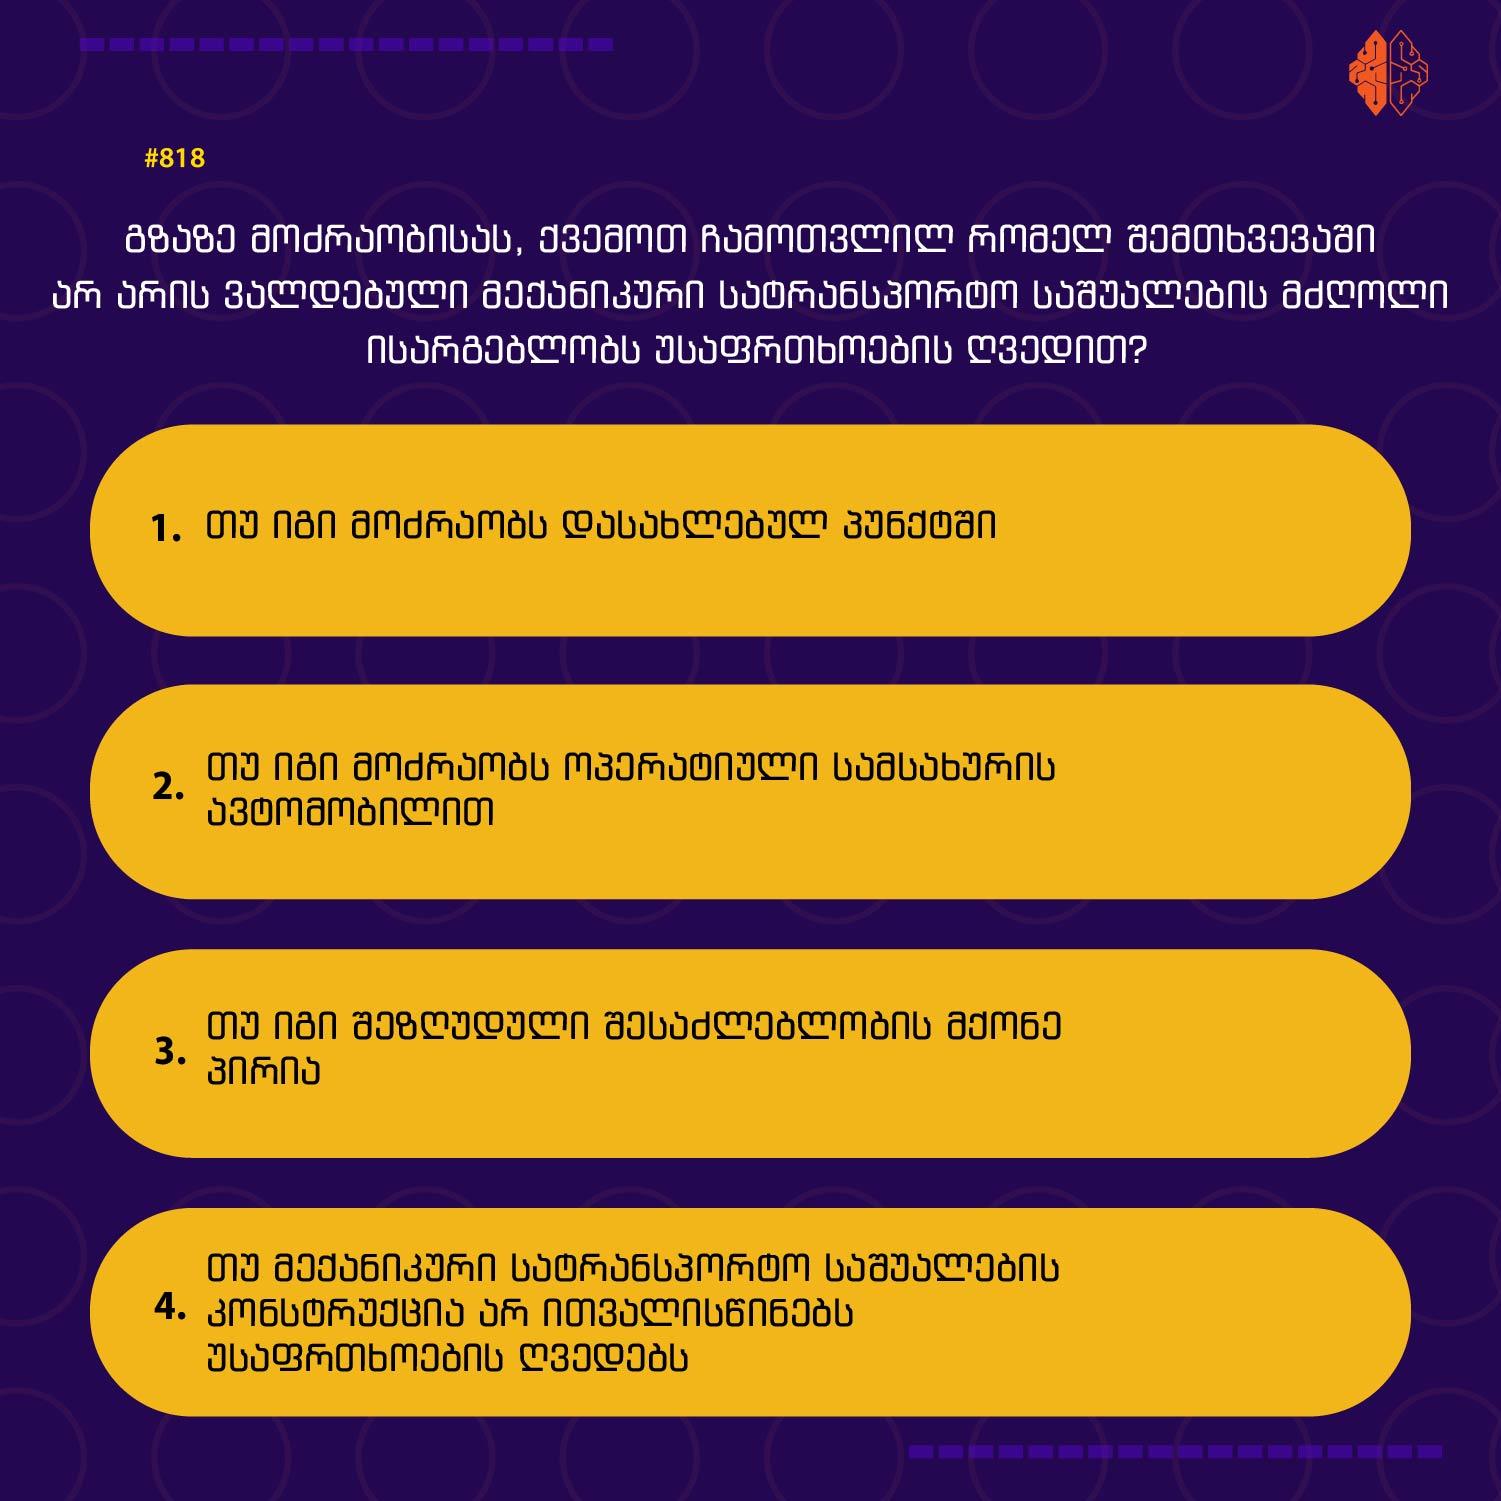 #818
გზაზე მოძრაობისას, ქვემოთ ჩამოთვლილ რომელ შემთხვევაში
არ არის ვალდებული მექანიკური სატრანსპორტო საშუალების მძღოლი
ისარგებლობს უსაფრთხოების ღვედით?
1. თუ იგი მოძრაობს დასახლებულ პუნქტში
2. თუ იგი მოძრაობს ოპერატიული სამსახურის
ავტომობილით
3. თუ იგი შეზღუდული შესაძლებლობის მქონე
პირია
4. თუ მექანიკური სატრანსპორტო საშუალების
კონსტრუქცია არ ითვალისწინებს
უსაფრთხოების ღვედებს